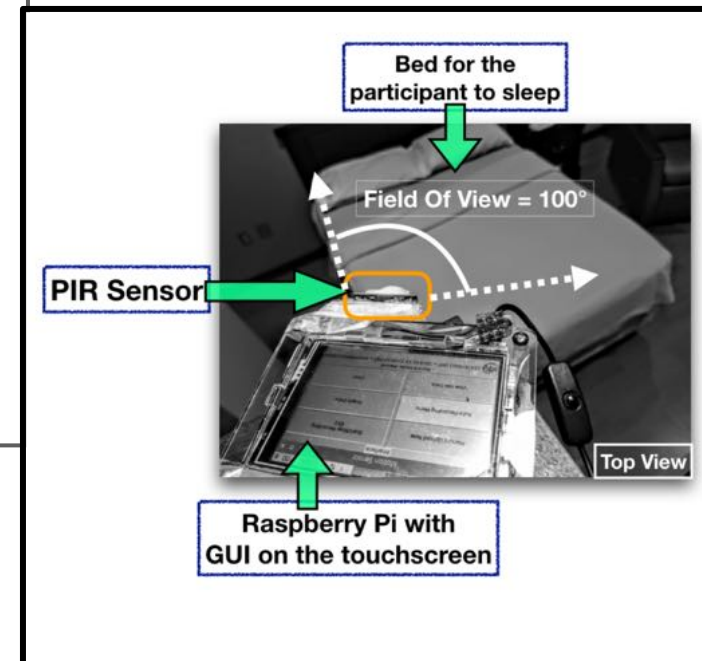 Bed for the
participant to sleep
Field Of View = 100°
PIR Sensor
Top View
Raspberry Pi with
GUI on the touchscreen